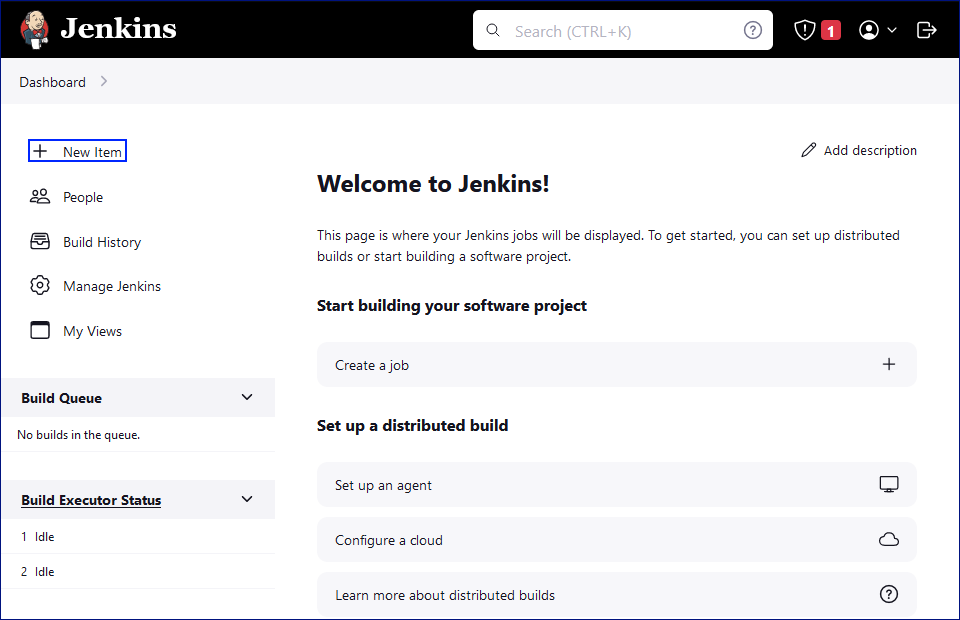 Jenkins
Search (CTRL+K)
1
Dashboard
New Item
People
Build History
Manage Jenkins
My Views
Build Queue
No builds in the queue.
Build Executor Status
1 Idle
2 Idle
Add description
Welcome to Jenkins!
This page is where your Jenkins jobs will be displayed. To get started, you can set up distributed
builds or start building a software project.
Start building your software project
Create a job
Set up a distributed build
Set up an agent
Configure a cloud
Learn more about distributed builds